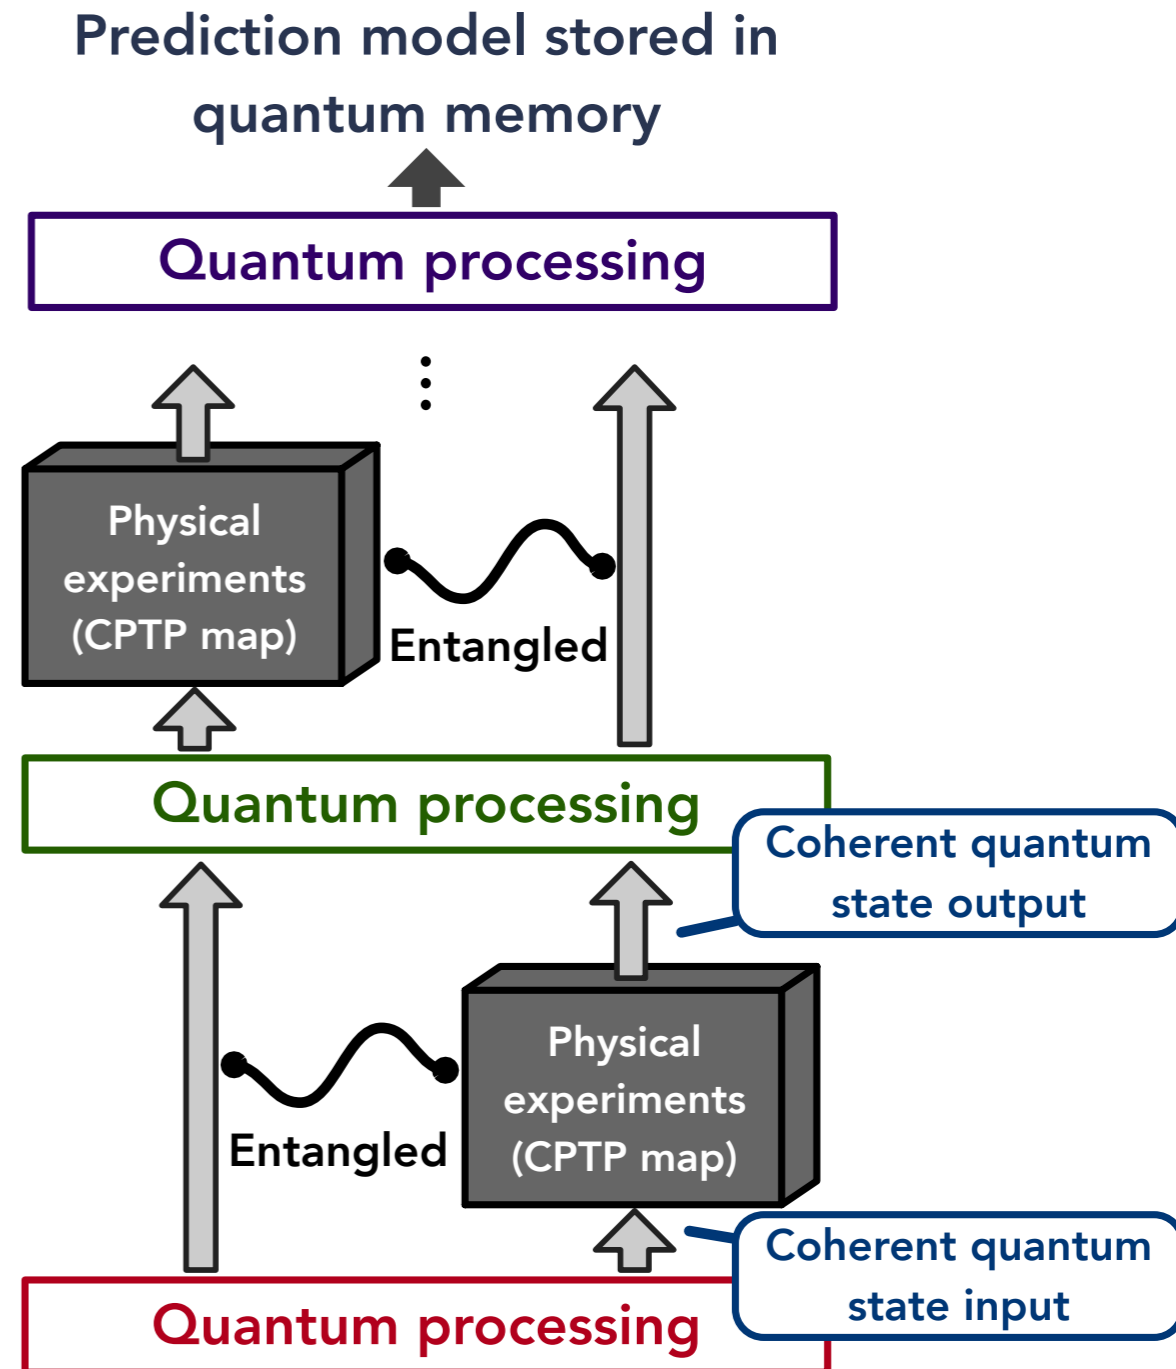 Prediction model stored in
quantum memory
Quantum processing
Physical
experiments
(CPTP map)
Entangled
Quantum processing
Coherent quantum
state output
Physical
experiments
(CPTP map)
Entangled
Coherent quantum
state input
Quantum processing